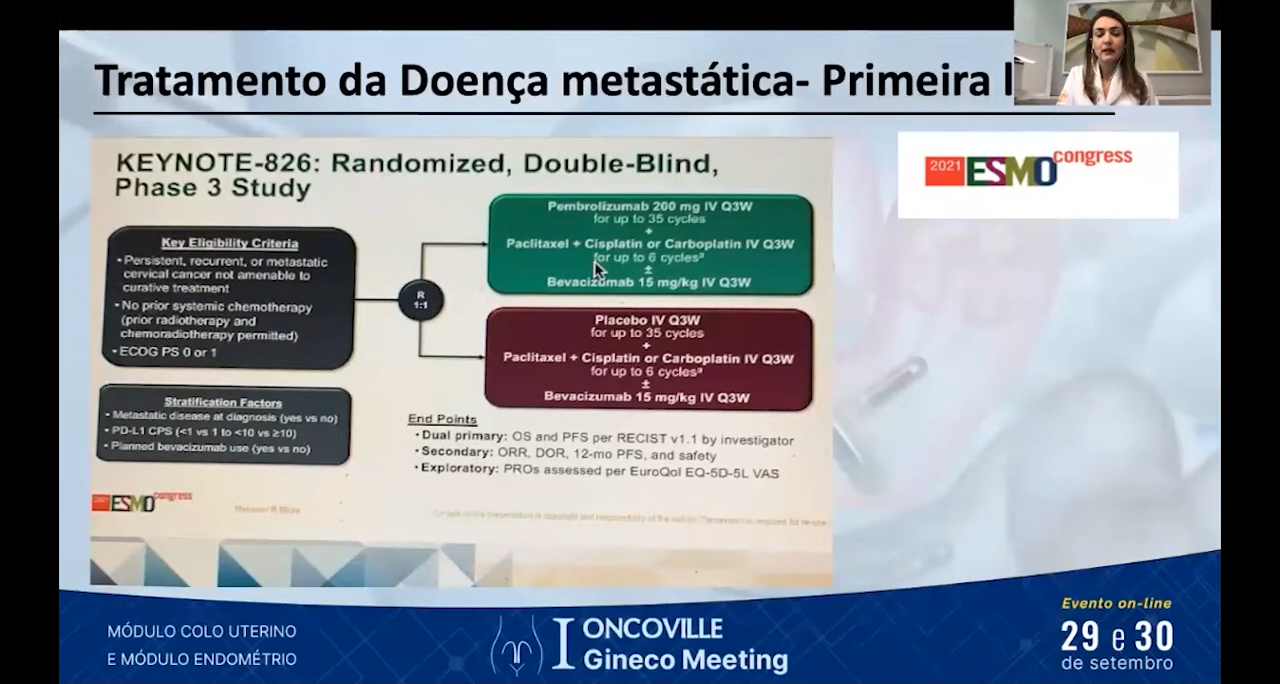 Tratamento da Doença metastática- Primeira l
KEYNOTE-826: Randomized, Double-Blind,
Phase 3 Study
2021 ESMO congress
Key Eligibility Criteria
• Persistent, recurrent, or metastatic
cervical cancer not amenable to
curative treatment
• No prior systemic chemotherapy
(prior radiotherapy and
chemoradiotherapy permitted)
• ECOG PS 0 or 1
Stratification Factors
• Metastatic disease at diagnosis (yes vs no)
• PD-L1 CPS (<1 vs 1 to <10 vs ≥10)
• Planned bevacizumab use (yes vs no)
R
1:1
Pembrolizumab 200 mg IV Q3W
for up to 35 cycles
+
Paclitaxel + Cisplatin or Carboplatin IV Q3W
for up to 6 cyclesª
±
Bevacizumab 15 mg/kg IV Q3W
Placebo IV Q3W
for up to 35 cycles
+
Paclitaxel + Cisplatin or Carboplatin IV Q3W
for up to 6 cyclesª
±
Bevacizumab 15 mg/kg IV Q3W
End Points
• Dual primary: OS and PFS per RECIST v1.1 by investigator
• Secondary: ORR, DOR, 12-mo PFS, and safety
• Exploratory: PROs assessed per EuroQol EQ-5D-5L VAS
2021 ESMO congress
MÓDULO COLO UTERINO
E MÓDULO ENDOMÉTRIO
I ONCOVILLE
Gineco Meeting
Evento on-line
29 e 30
de setembro